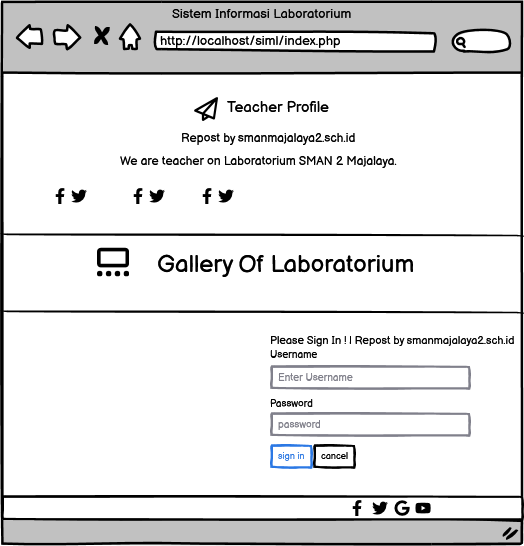 Sistem Informasi Laboratorium
http://localhost/siml/index.php
Teacher Profile
Repost by smanmajalaya2.sch.id
We are teacher on Laboratorium SMAN 2 Majalaya.
Gallery Of Laboratorium
Please Sign In ! | Repost by smanmajalaya2.sch.id
Username
Enter Username
Password
password
sign in cancel